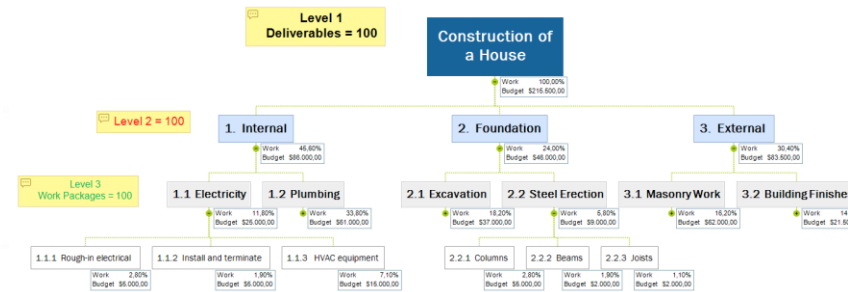 Level 1
Deliverables = 100
Construction of
a House
Work 100,00%
Budget $215.500,00
Level 2 = 100
1. Internal
2. Foundation
3. External
Work 46,60%
Budget $86.000,00
Work 24,00%
Budget $46.000,00
Work 30,40%
Budget $83.500,00
Level 3
Work Packages = 100
1.1 Electricity
1.2 Plumbing
2.1 Excavation
2.2 Steel Erection
3.1 Masonry Work
3.2 Building Finishe
Work 11,80%
Budget $25.000,00
Work 33,80%
Budget $61.000,00
Work 18,20%
Budget $37.000,00
Work 5,80%
Budget $9.000,00
Work 16,20%
Budget $62.000,00
Work 14
Budget $21.50
1.1.1 Rough-in electrical
1.1.2 Install and terminate
1.1.3 HVAC equipment
2.2.1 Columns
2.2.2 Beams
2.2.3 Joists
Work 2,80%
Budget $5.000,00
Work 1,90%
Budget $5.000,00
Work 7,10%
Budget $15.000,00
Work 2,80%
Budget $5.000,00
Work 1,90%
Budget $2.000,00
Work 1,10%
Budget $2.000,00